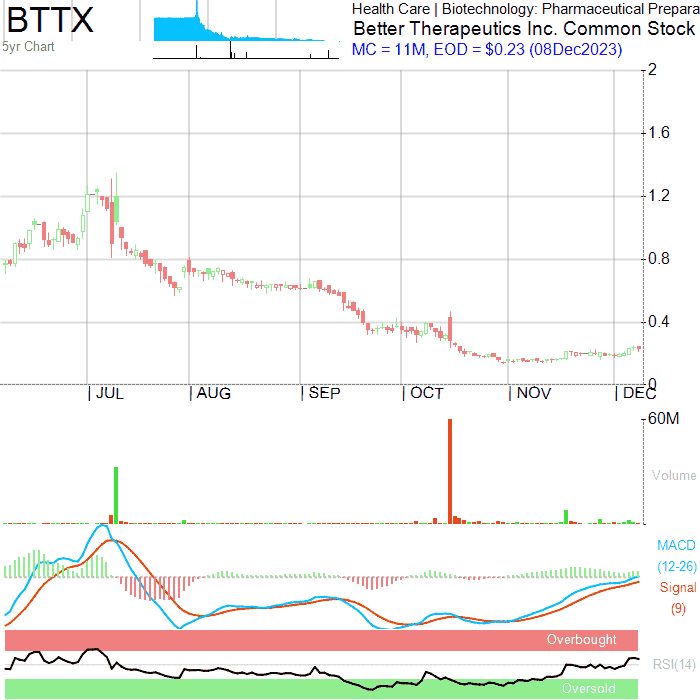 BTTX
5yr Chart
Health Care | Biotechnology: Pharmaceutical Prepara
Better Therapeutics Inc. Common Stock
MC = 11M, EOD = $0.23 (08Dec2023)
2
1.6
1.2
0.8
0.4
0
JUL AUG SEP OCT NOV DEC
60M
Volume
MACD
(12-26)
Signal
(9)
Overbought
RSI(14)
Oversold